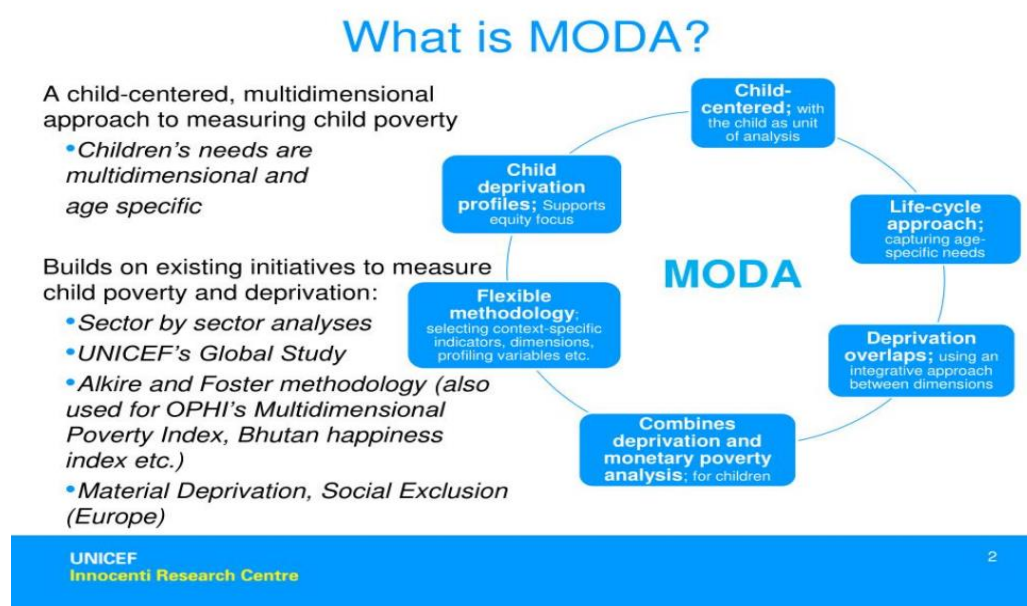 What is MODA?
A child-centered, multidimensional
approach to measuring child poverty
•Children's needs are
multidimensional and
age specific
Builds on existing initiatives to measure
child poverty and deprivation:
•Sector by sector analyses
•UNICEF's Global Study
•Alkire and Foster methodology (also
used for OPHI's Multidimensional
Poverty Index, Bhutan happiness
index etc.)
•Material Deprivation, Social Exclusion
(Europe)
Child-
centered; with
the child as unit
of analysis
Life-cycle
approach;
capturing age-
specific needs
Deprivation
overlaps; using an
integrative approach
between dimensions
Combines
deprivation and
monetary poverty
analysis; for children
Flexible
methodology;
selecting context-specific
indicators, dimensions,
profiling variables etc.
Child
deprivation
profiles; Supports
equity focus
MODA
UNICEF
Innocenti Research Centre
2